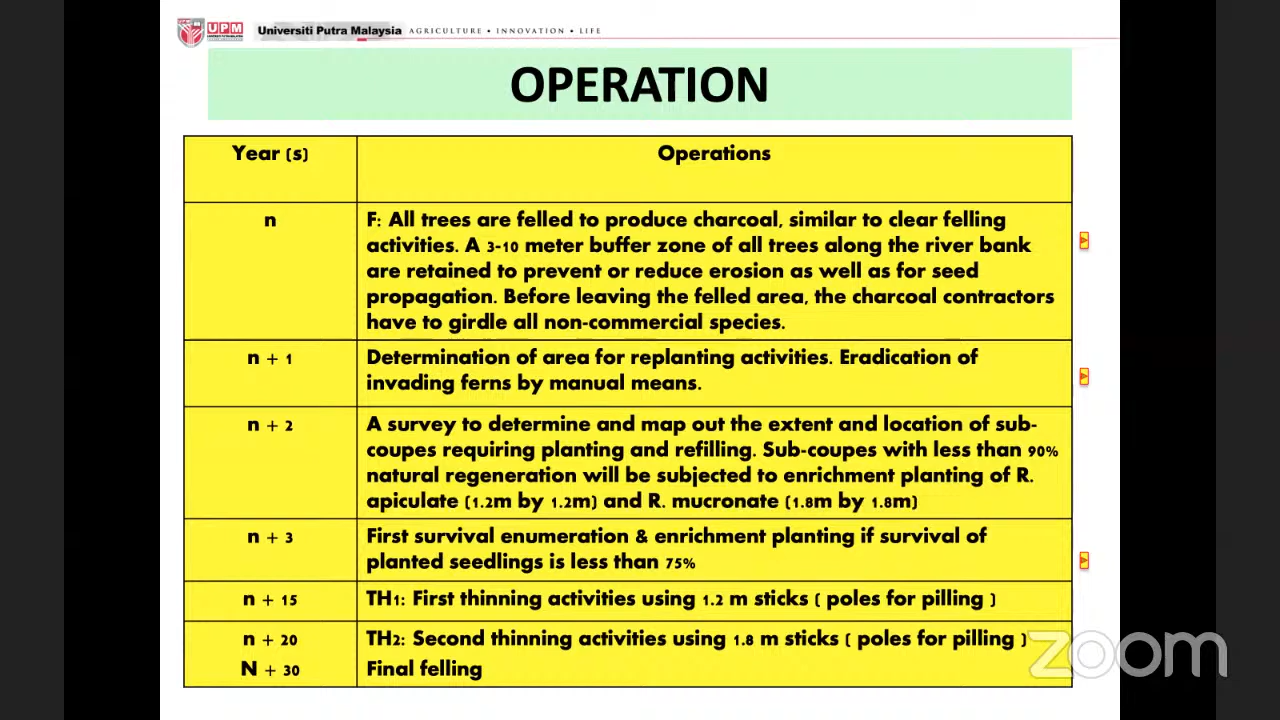 UPM
Universiti Putra Malaysia AGRICULTURE • INNOVATION • LIFE
OPERATION
Year (s)
Operations
n
F: All trees are felled to produce charcoal, similar to clear felling
activities. A 3-10 meter buffer zone of all trees along the river bank
are retained to prevent or reduce erosion as well as for seed
propagation. Before leaving the felled area, the charcoal contractors
have to girdle all non-commercial species.
n + 1
Determination of area for replanting activities. Eradication of
invading ferns by manual means.
n + 2
A survey to determine and map out the extent and location of sub-
coupes requiring planting and refilling. Sub-coupes with less than 90%
natural regeneration will be subjected to enrichment planting of R.
apiculate (1.2m by 1.2m) and R. mucronate (1.8m by 1.8m)
n + 3
First survival enumeration & enrichment planting if survival of
planted seedlings is less than 75%
n + 15
TH1: First thinning activities using 1.2 m sticks ( poles for pilling )
n + 20
TH2: Second thinning activities using 1.8 m sticks ( poles for pilling )
N + 30
Final felling
zoom